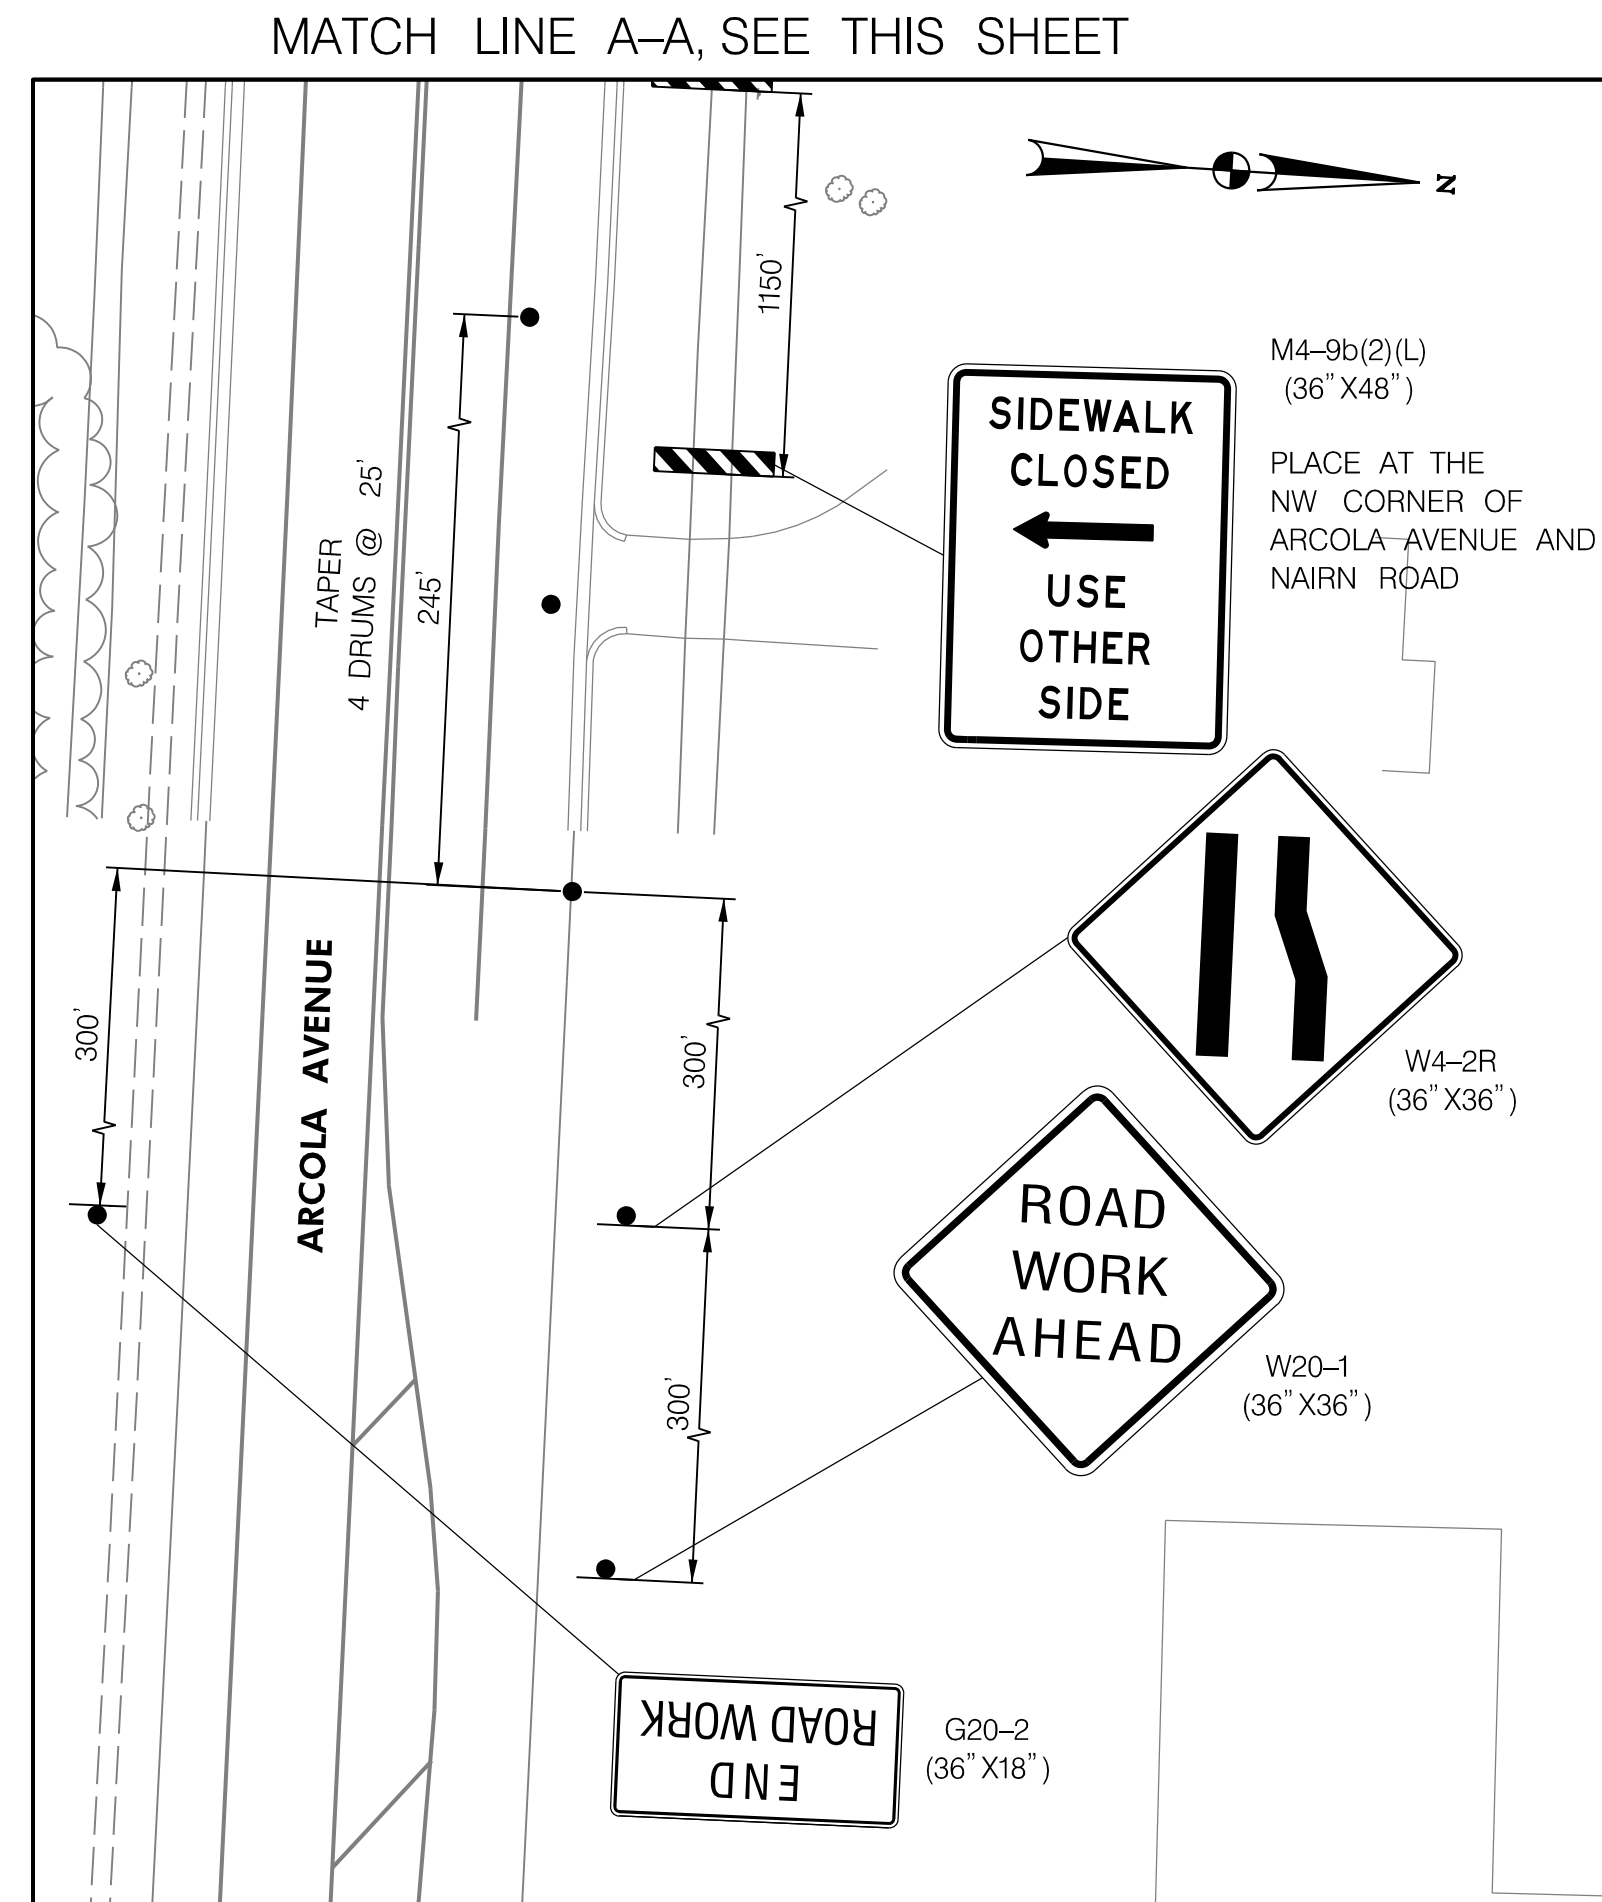 MATCH LINE A–A, SEE THIS SHEET
N
1150'
M4–9b(2)(L)
(36" X48")
SIDEWALK
CLOSED
USE
OTHER
SIDE
PLACE AT THE
NW CORNER OF
ARCOLA AVENUE AND
NAIRN ROAD
TAPER
4 DRUMS @ 25'
245'
300'
ARCOLA AVENUE
300'
W4–2R
(36" X36")
ROAD
WORK
AHEAD
W20–1
(36" X36")
300'
END
ROAD WORK
G20–2
(36" X18")